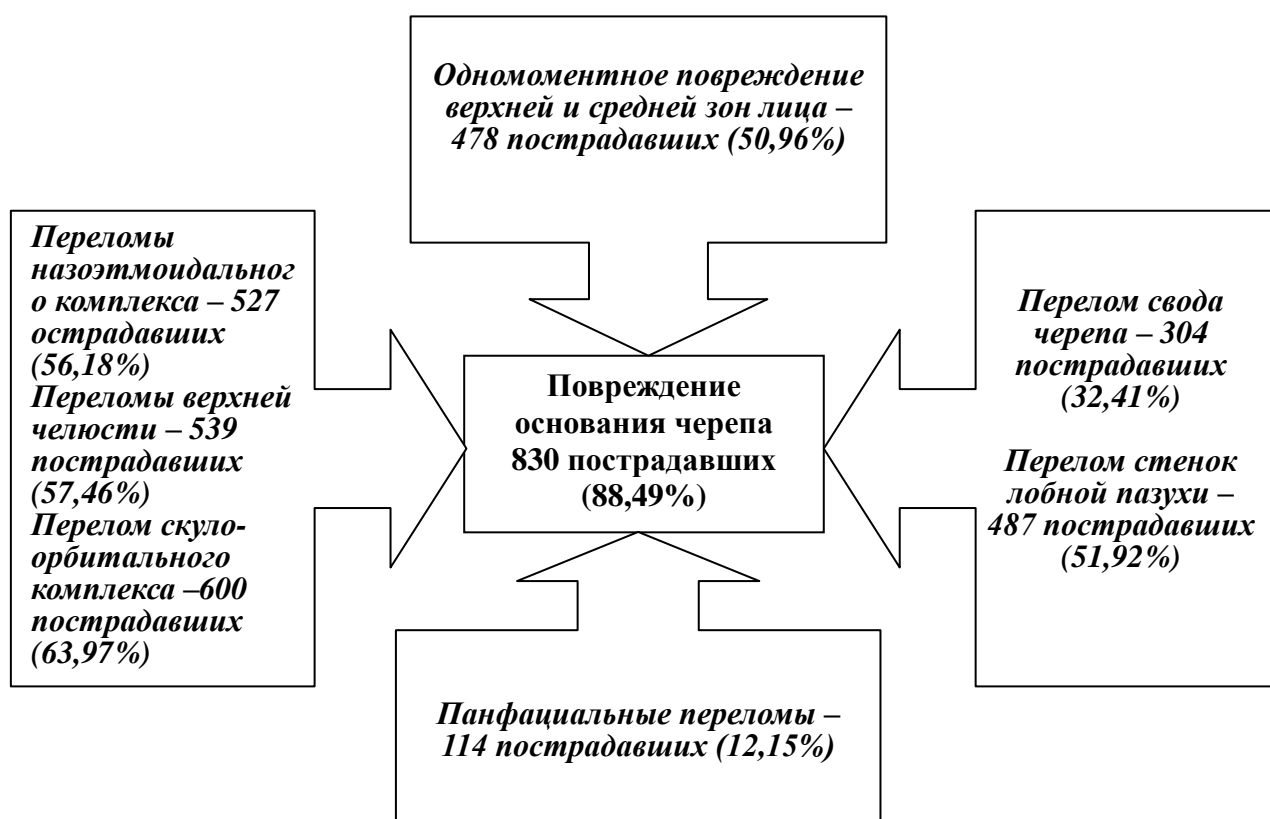 Одномоментное повреждение
верхней и средней зон лица –
478 пострадавших (50,96%)
Переломы
назоэтмоидальног
о комплекса – 527
острадавших
(56,18%)
Переломы верхней
челюсти – 539
пострадавших
(57,46%)
Перелом скуло-
орбитального
комплекса –600
пострадавших
(63,97%)
Повреждение
основания черепа
830 пострадавших
(88,49%)
Перелом свода
черепа – 304
пострадавших
(32,41%)
Перелом стенок
лобной пазухи –
487 пострадавших
(51,92%)
Панфациальные переломы –
114 пострадавших (12,15%)